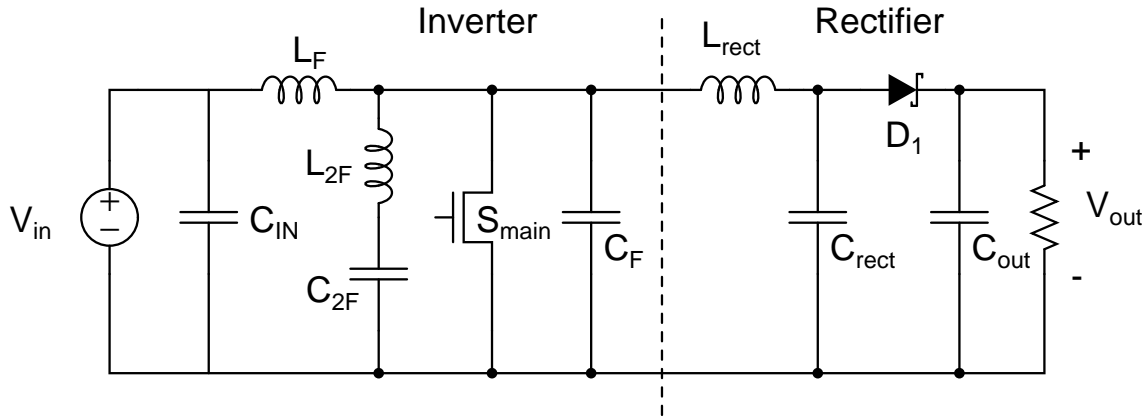 Inverter
Rectifier
L_F
L_rect
L_2F
D_1
+
V_in
+
−
C_IN
S_main
C_F
C_rect
C_out
V_out
C_2F
-